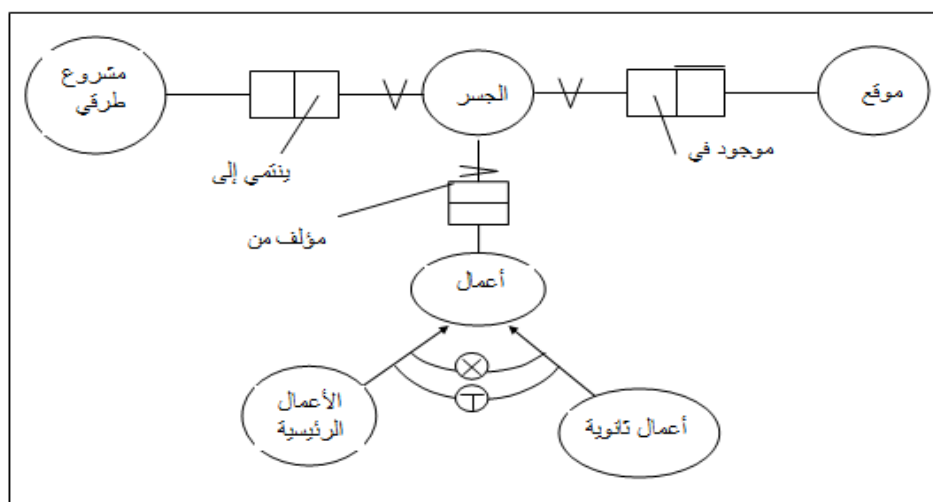 مشروع
طرقي
الجسر
موقع
ينتمي إلى
موجود في
مؤلف من
أعمال
الأعمال
الرئيسية
أعمال ثانوية